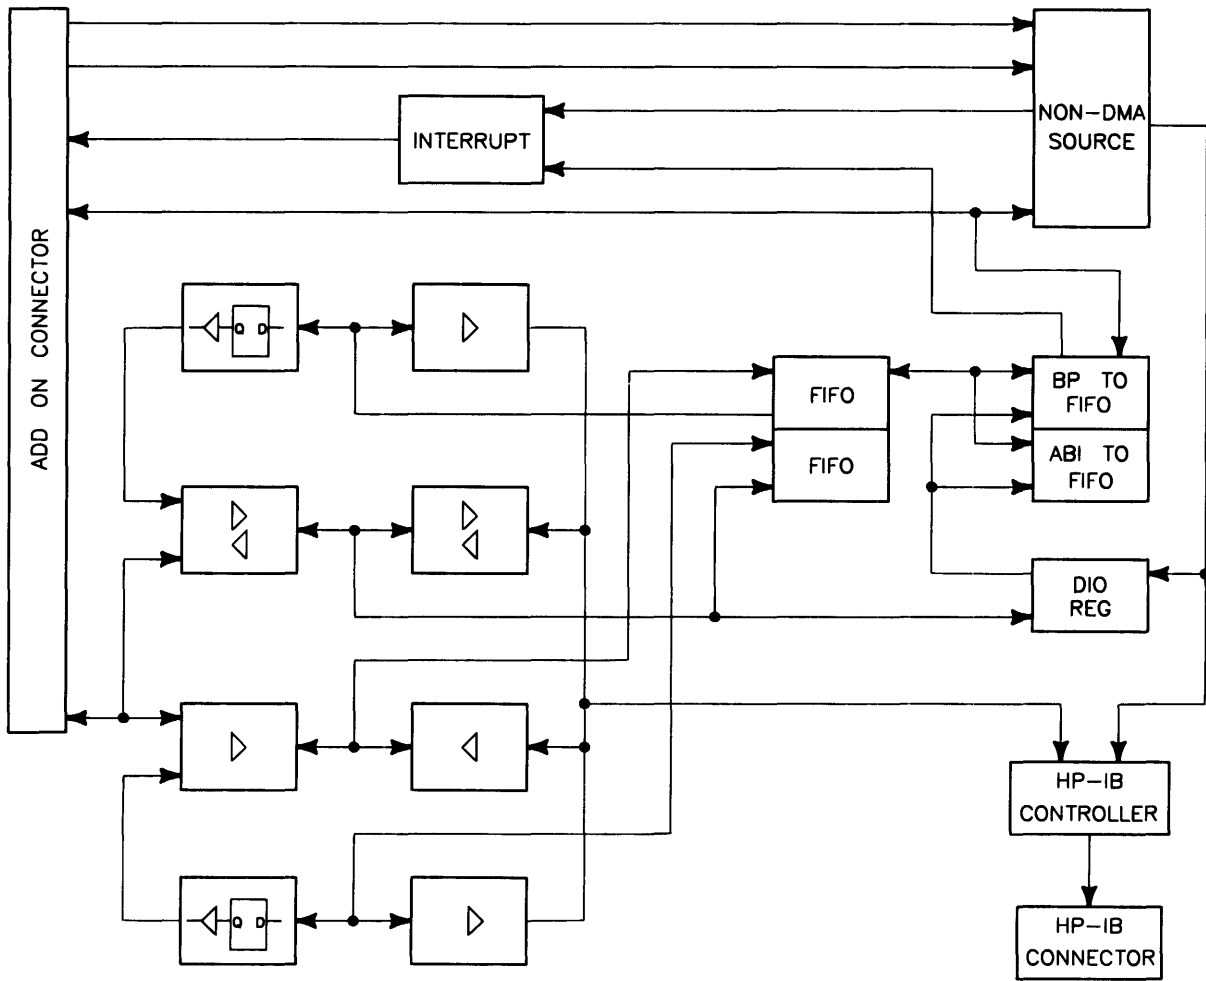 ADD ON CONNECTOR
NON-DMA
SOURCE
INTERRUPT
Q D
FIFO
FIFO
BP TO
FIFO
ABI TO
FIFO
DIO
REG
HP-IB
CONTROLLER
Q D
HP-IB
CONNECTOR